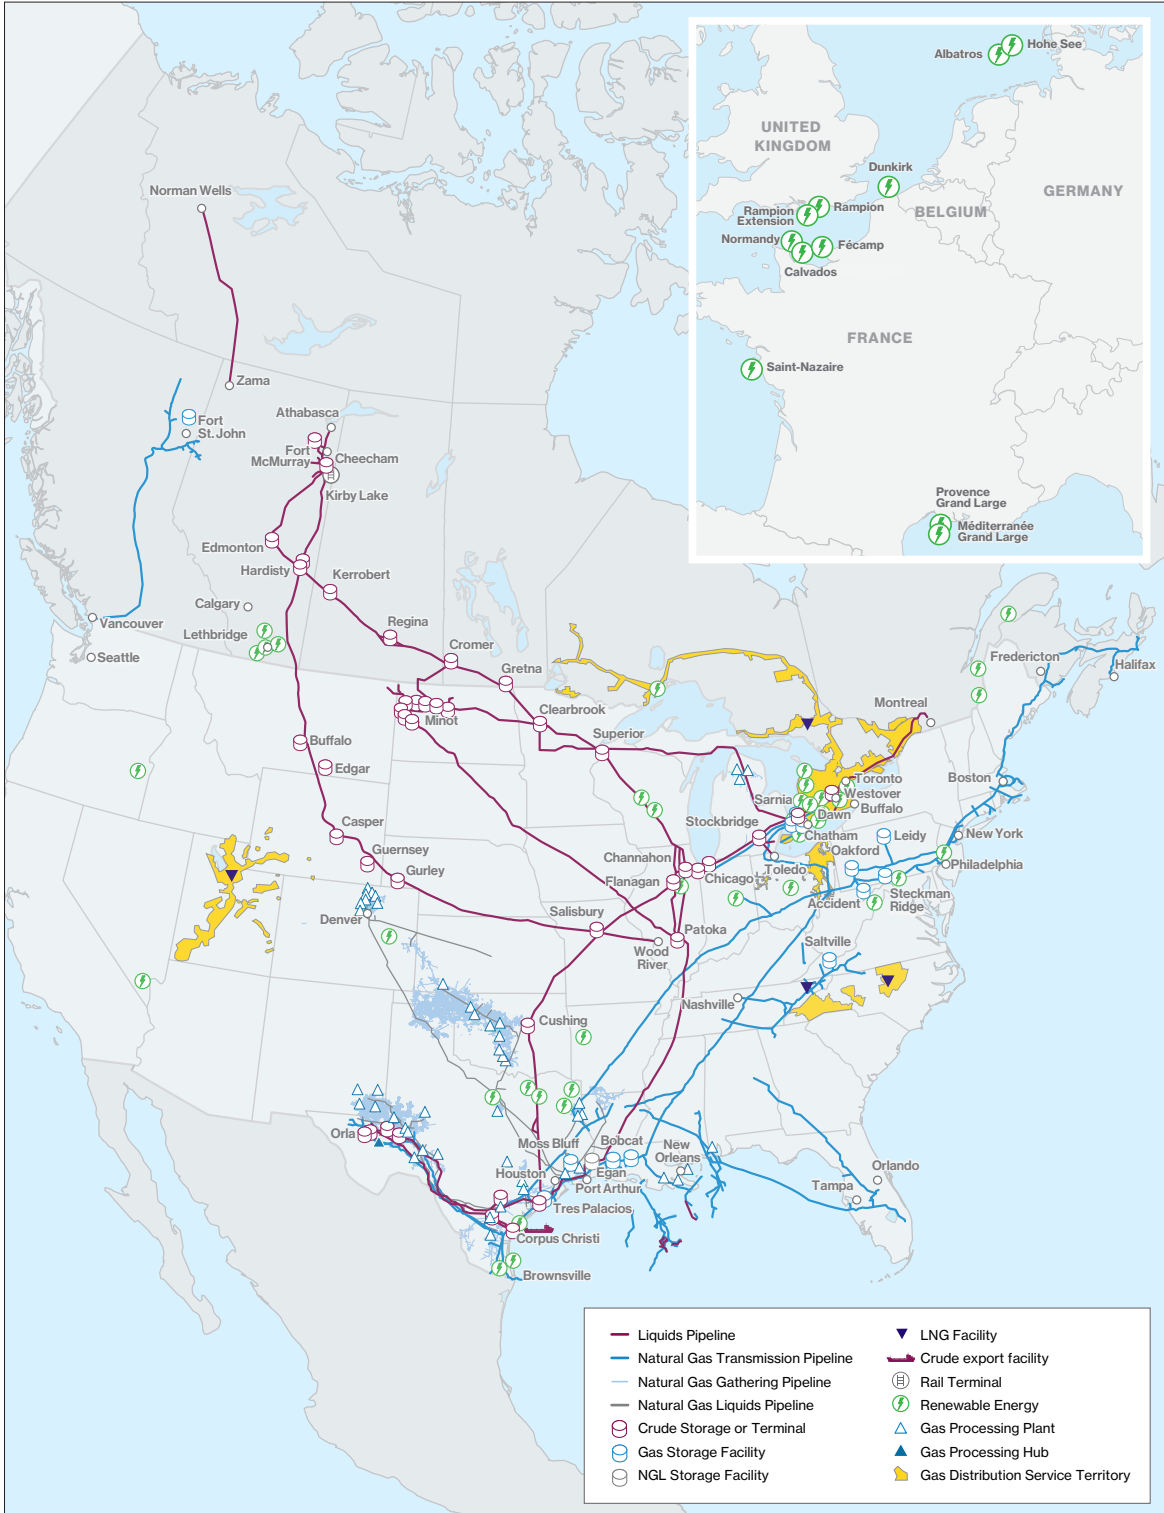 Hohe See
Albatros
UNITED
KINGDOM
Dunkirk
GERMANY
Rampion
Extension
Rampion
BELGIUM
Normandy
Fécamp
Calvados
FRANCE
Saint-Nazaire
Provence
Grand Large
Méditerranée
Grand Large
Norman Wells
Zama
Athabasca
Fort
St. John
Fort
McMurray
Cheecham
Kirby Lake
Edmonton
Hardisty
Kerrobert
Calgary
Vancouver
Regina
Lethbridge
Cromer
Seattle
Gretna
Fredericton
Halifax
Montreal
Clearbrook
Minot
Superior
Buffalo
Edgar
Toronto
Boston
Westover
Sarnia
Buffalo
Dawn
Stockbridge
Chatham
Leidy
New York
Casper
Oakford
Guernsey
Channahon
Toledo
Philadelphia
Gurley
Flanagan
Chicago
Steckman
Ridge
Accident
Salisbury
Denver
Patoka
Wood
River
Saltville
Nashville
Cushing
Orla
Moss Bluff
Bobcat
New
Orleans
Houston
Egan
Port Arthur
Orlando
Tampa
Tres Palacios
Corpus Christi
Brownsville
Liquids Pipeline
Natural Gas Transmission Pipeline
Natural Gas Gathering Pipeline
Natural Gas Liquids Pipeline
Crude Storage or Terminal
Gas Storage Facility
NGL Storage Facility
LNG Facility
Crude export facility
Rail Terminal
Renewable Energy
Gas Processing Plant
Gas Processing Hub
Gas Distribution Service Territory